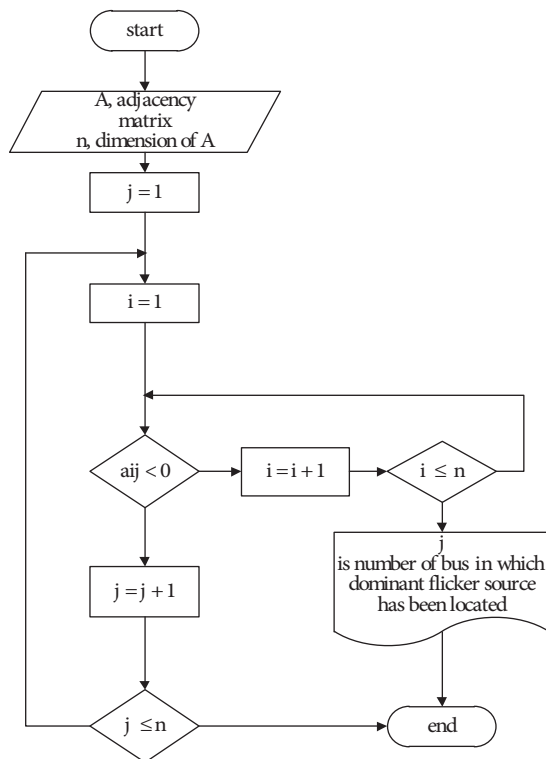 start
A, adjacency
matrix
n, dimension of A
j = 1
i = 1
aij < 0
i = i + 1
i ≤ n
j
is number of bus in which
dominant flicker source
has been located
j = j + 1
j ≤ n
end